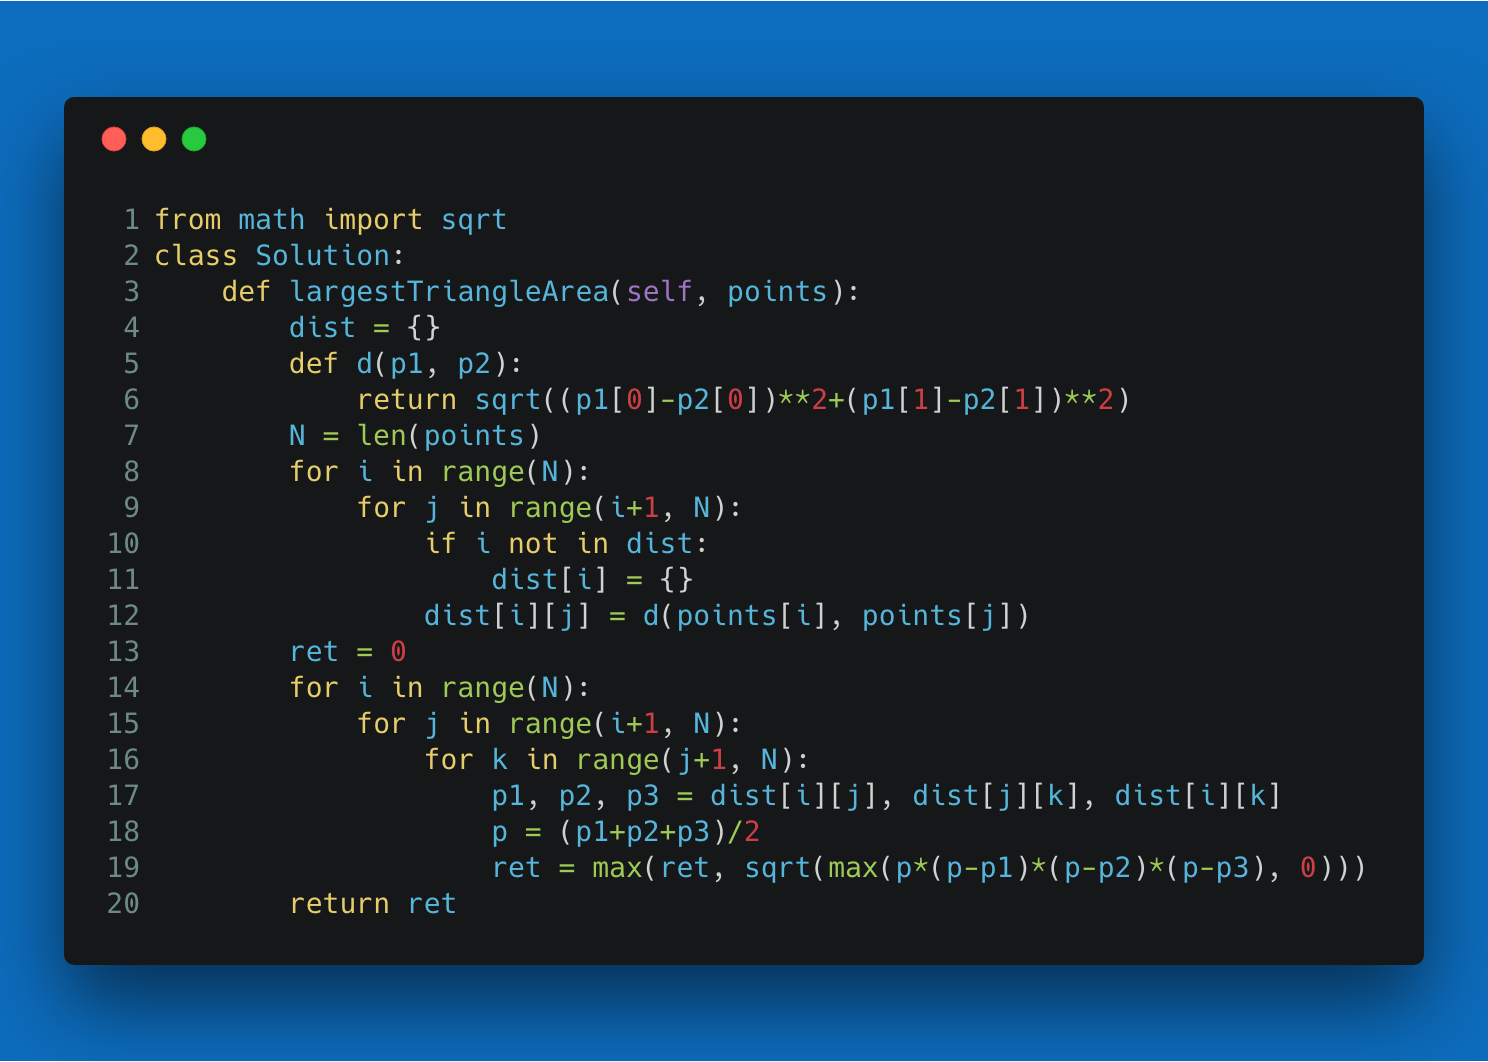 1 from math import sqrt
2 class Solution:
3     def largestTriangleArea(self, points):
4         dist = {}
5         def d(p1, p2):
6             return sqrt((p1[0]-p2[0])**2+(p1[1]-p2[1])**2)
7         N = len(points)
8         for i in range(N):
9             for j in range(i+1, N):
10                 if i not in dist:
11                     dist[i] = {}
12                 dist[i][j] = d(points[i], points[j])
13         ret = 0
14         for i in range(N):
15             for j in range(i+1, N):
16                 for k in range(j+1, N):
17                     p1, p2, p3 = dist[i][j], dist[j][k], dist[i][k]
18                     p = (p1+p2+p3)/2
19                     ret = max(ret, sqrt(max(p*(p-p1)*(p-p2)*(p-p3), 0)))
20         return ret